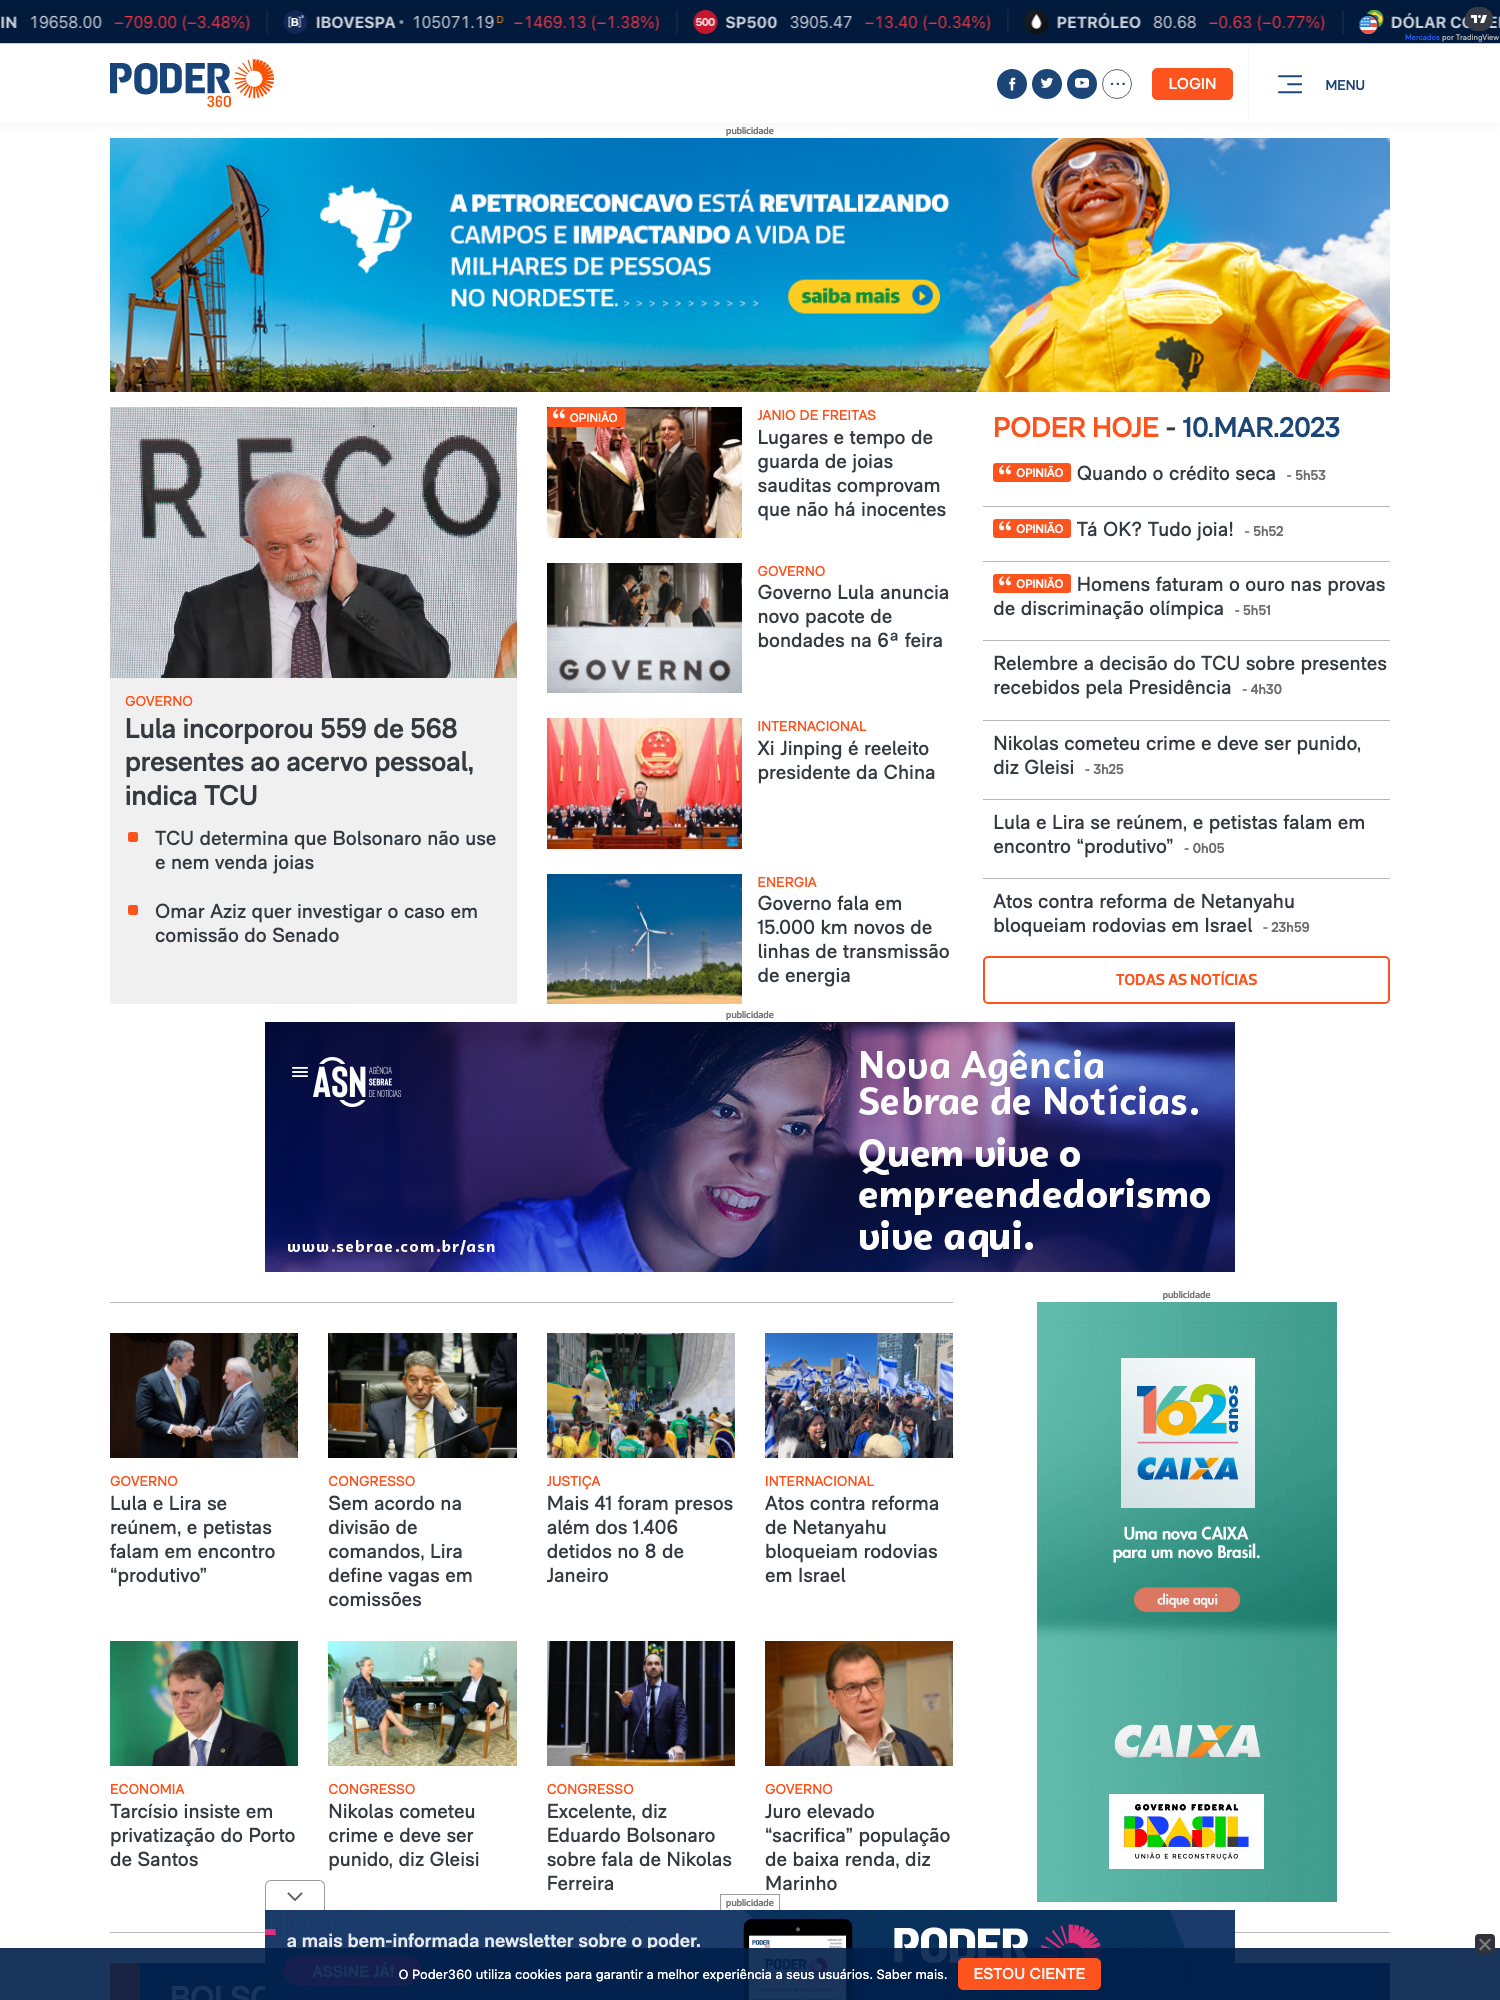 IN 19658.00 −709.00 (−3.48%)
IBOVESPA 105071.19 D −1469.13 (−1.38%)
500 SP500 3905.47 −13.40 (−0.34%)
PETRÓLEO 80.68 −0.63 (−0.77%)
Mercados por TradingView
PODER
360
LOGIN
MENU
publicidade
A PETRORECONCAVO ESTÁ REVITALIZANDO
CAMPOS E IMPACTANDO A VIDA DE
MILHARES DE PESSOAS
NO NORDESTE. > > > > > > > > > > >
saiba mais
RECO
GOVERNO
Lula incorporou 559 de 568
presentes ao acervo pessoal,
indica TCU
TCU determina que Bolsonaro não use
e nem venda joias
Omar Aziz quer investigar o caso em
comissão do Senado
“ OPINIÃO
JANIO DE FREITAS
Lugares e tempo de
guarda de joias
sauditas comprovam
que não há inocentes
GOVERNO
GOVERNO
Governo Lula anuncia
novo pacote de
bondades na 6ª feira
INTERNACIONAL
Xi Jinping é reeleito
presidente da China
ENERGIA
Governo fala em
15.000 km novos de
linhas de transmissão
de energia
PODER HOJE - 10.MAR.2023
“ OPINIÃO Quando o crédito seca - 5h53
“ OPINIÃO Tá OK? Tudo joia! - 5h52
“ OPINIÃO Homens faturam o ouro nas provas
de discriminação olímpica - 5h51
Relembre a decisão do TCU sobre presentes
recebidos pela Presidência - 4h30
Nikolas cometeu crime e deve ser punido,
diz Gleisi - 3h25
Lula e Lira se reúnem, e petistas falam em
encontro “produtivo” - 0h05
Atos contra reforma de Netanyahu
bloqueiam rodovias em Israel - 23h59
TODAS AS NOTÍCIAS
publicidade
ASN
AGÊNCIA
SEBRAE
DE NOTÍCIAS
Nova Agência
Sebrae de Notícias.
Quem vive o
empreendedorismo
vive aqui.
www.sebrae.com.br/asn
GOVERNO
Lula e Lira se
reúnem, e petistas
falam em encontro
“produtivo”
CONGRESSO
Sem acordo na
divisão de
comandos, Lira
define vagas em
comissões
JUSTIÇA
Mais 41 foram presos
além dos 1.406
detidos no 8 de
Janeiro
INTERNACIONAL
Atos contra reforma
de Netanyahu
bloqueiam rodovias
em Israel
ECONOMIA
Tarcísio insiste em
privatização do Porto
de Santos
CONGRESSO
Nikolas cometeu
crime e deve ser
punido, diz Gleisi
CONGRESSO
Excelente, diz
Eduardo Bolsonaro
sobre fala de Nikolas
Ferreira
GOVERNO
Juro elevado
“sacrifica” população
de baixa renda, diz
Marinho
publicidade
162 anos
CAIXA
Uma nova CAIXA
para um novo Brasil.
clique aqui
CAIXA
GOVERNO FEDERAL
BRASIL
UNIÃO E RECONSTRUÇÃO
publicidade
a mais bem-informada newsletter sobre o poder.
ASSINE JÁ!
PODER
PODER
BOLSO
O Poder360 utiliza cookies para garantir a melhor experiência a seus usuários. Saber mais.
ESTOU CIENTE